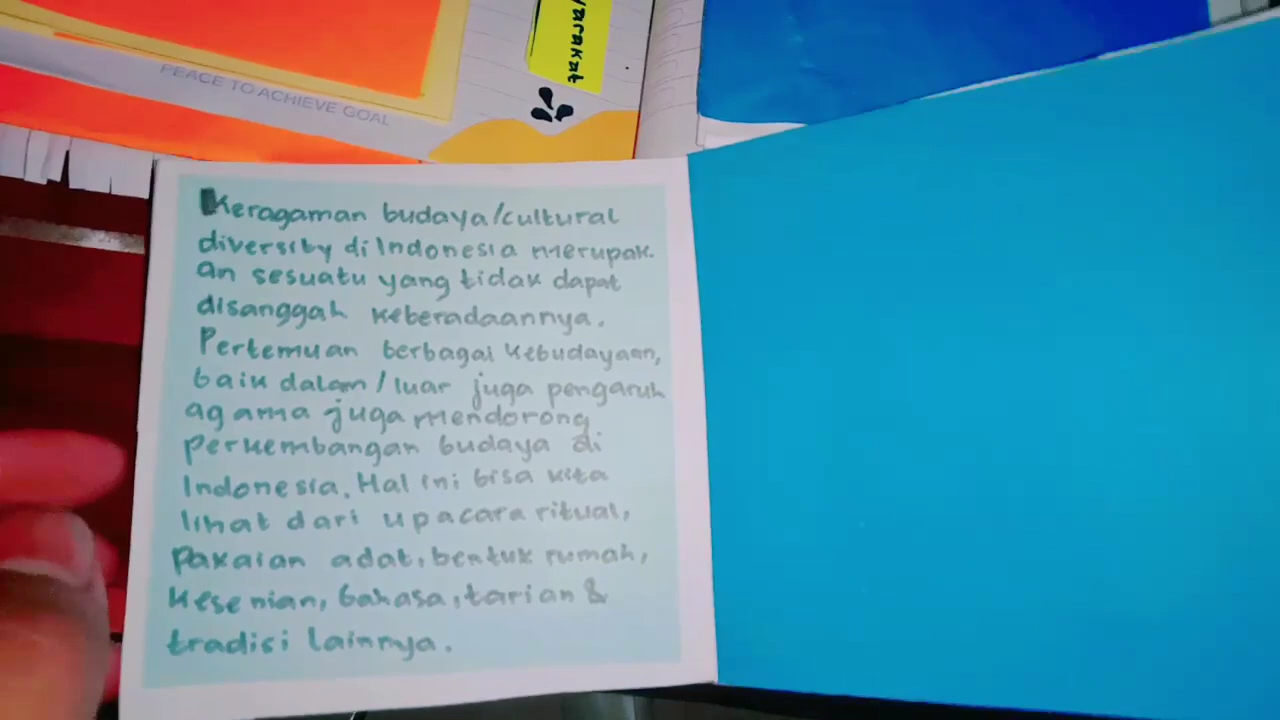 yarakat
PEACE TO ACHIEVE GOAL
Keragaman budaya/cultural
diversity di Indonesia merupak-
an sesuatu yang tidak dapat
disanggah keberadaannya.
Pertemuan berbagai kebudayaan,
baik dalam/luar juga pengaruh
agama juga mendorong
perkembangan budaya di
Indonesia. Hal ini bisa kita
lihat dari upacara ritual,
pakaian adat, bentuk rumah,
kesenian, bahasa, tarian &
tradisi lainnya.